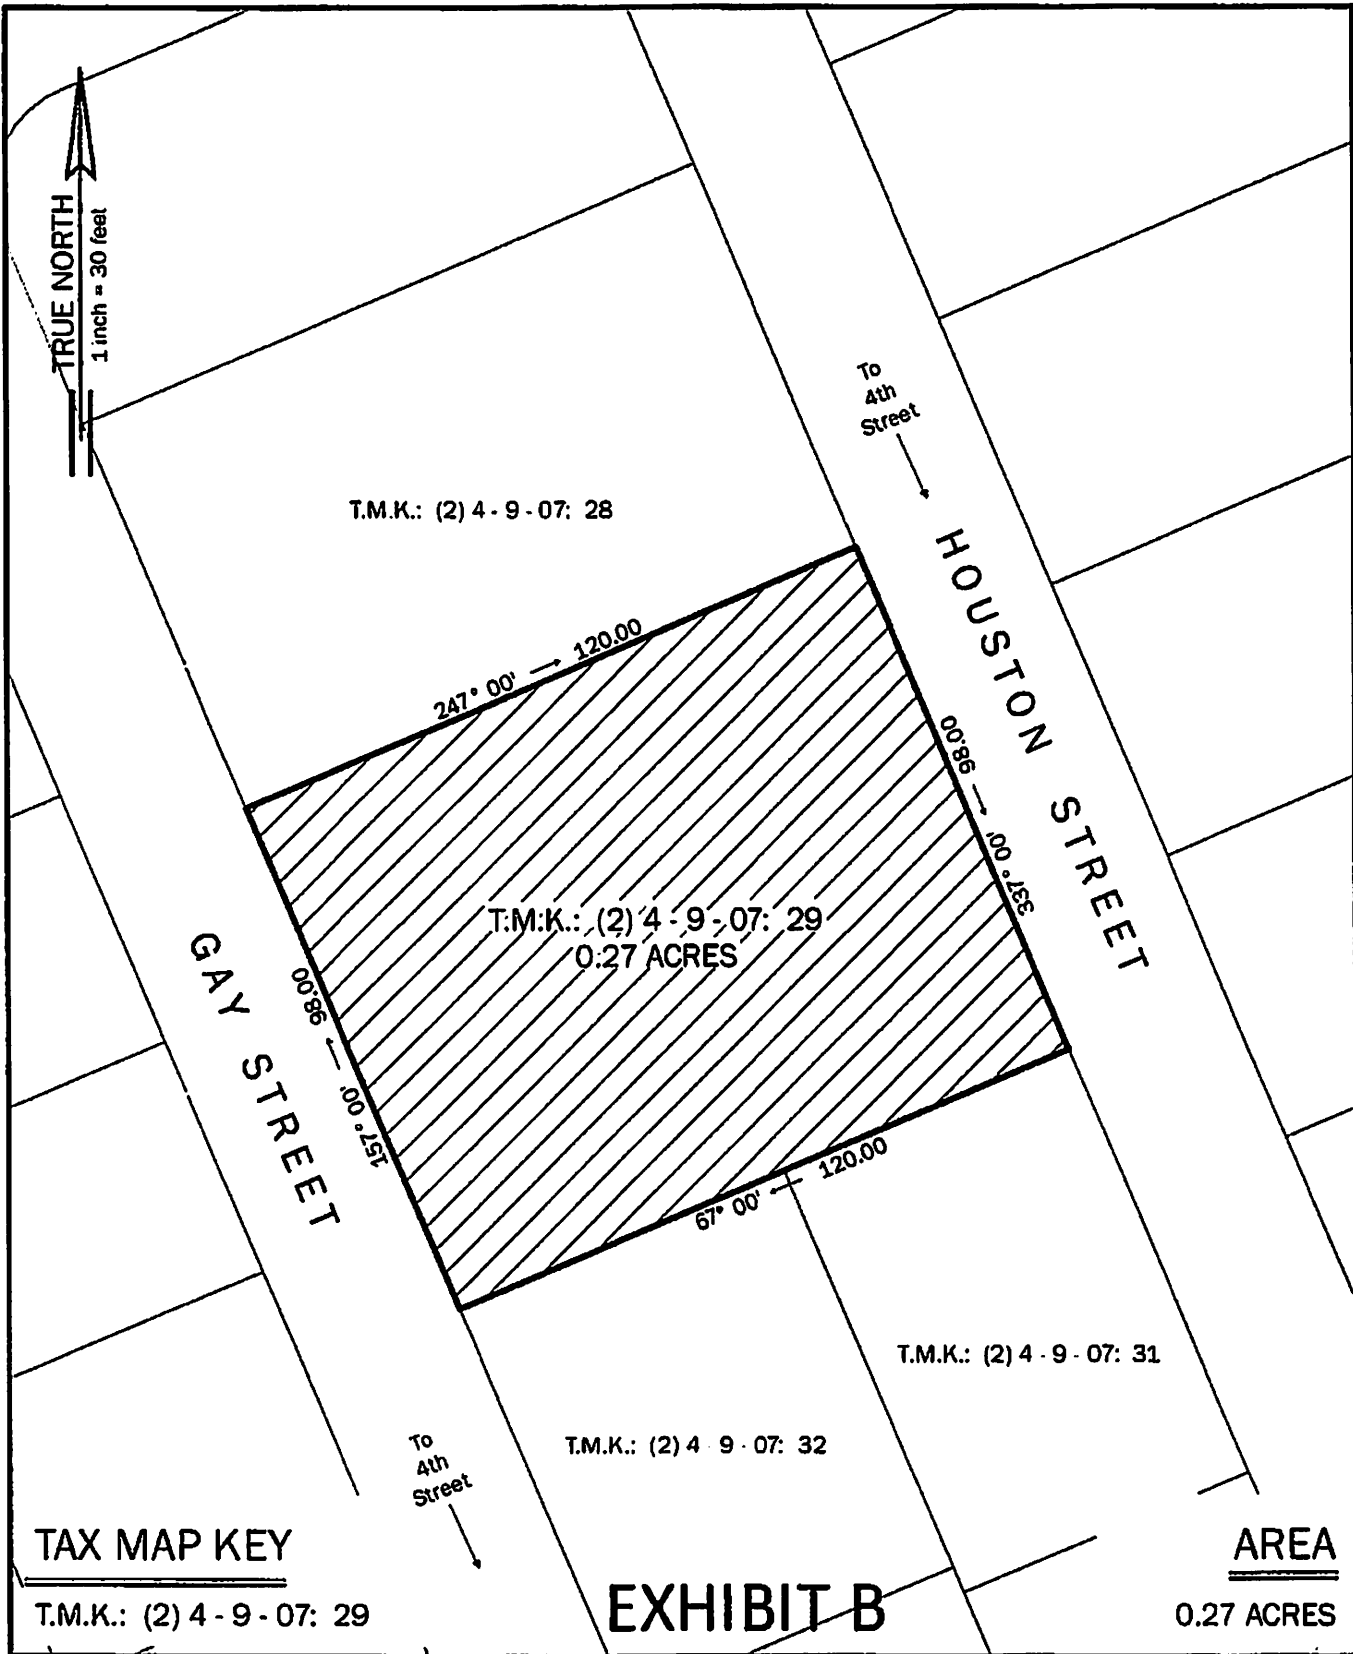 TRUE NORTH
1 inch = 30 feet
To
4th
Street
T.M.K.: (2) 4 - 9 - 07: 28
HOUSTON STREET
247° 00' → 120.00
98.00 → 337° 00'
T.M.K.: (2) 4 - 9 - 07: 29
0.27 ACRES
GAY STREET
98.00 ← 157° 00'
67° 00' ← 120.00
T.M.K.: (2) 4 - 9 - 07: 31
T.M.K.: (2) 4 - 9 - 07: 32
To
4th
Street
TAX MAP KEY
T.M.K.: (2) 4 - 9 - 07: 29
EXHIBIT B
AREA
0.27 ACRES